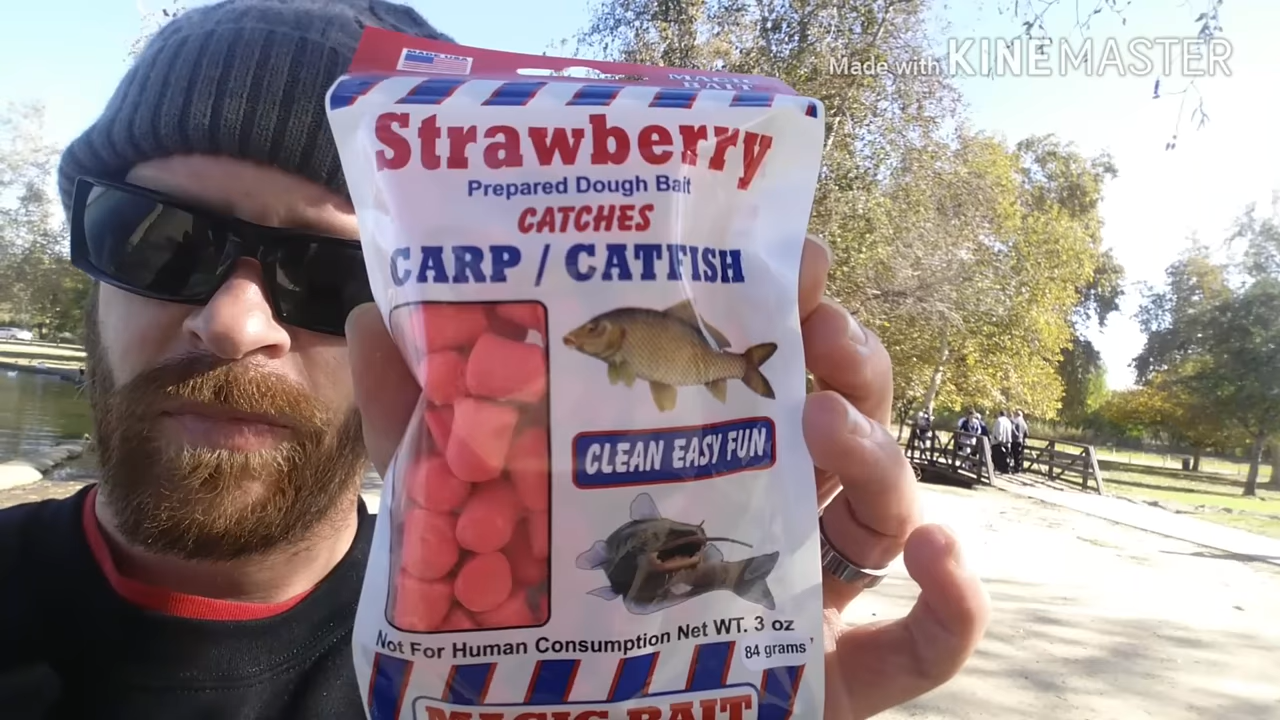 Made with KINEMASTER
MADE USA
MAGIC
BAIT
Strawberry
Prepared Dough Bait
CATCHES
CARP / CATFISH
CLEAN EASY FUN
Not For Human Consumption Net WT. 3 oz
84 grams
MAGIC BAIT